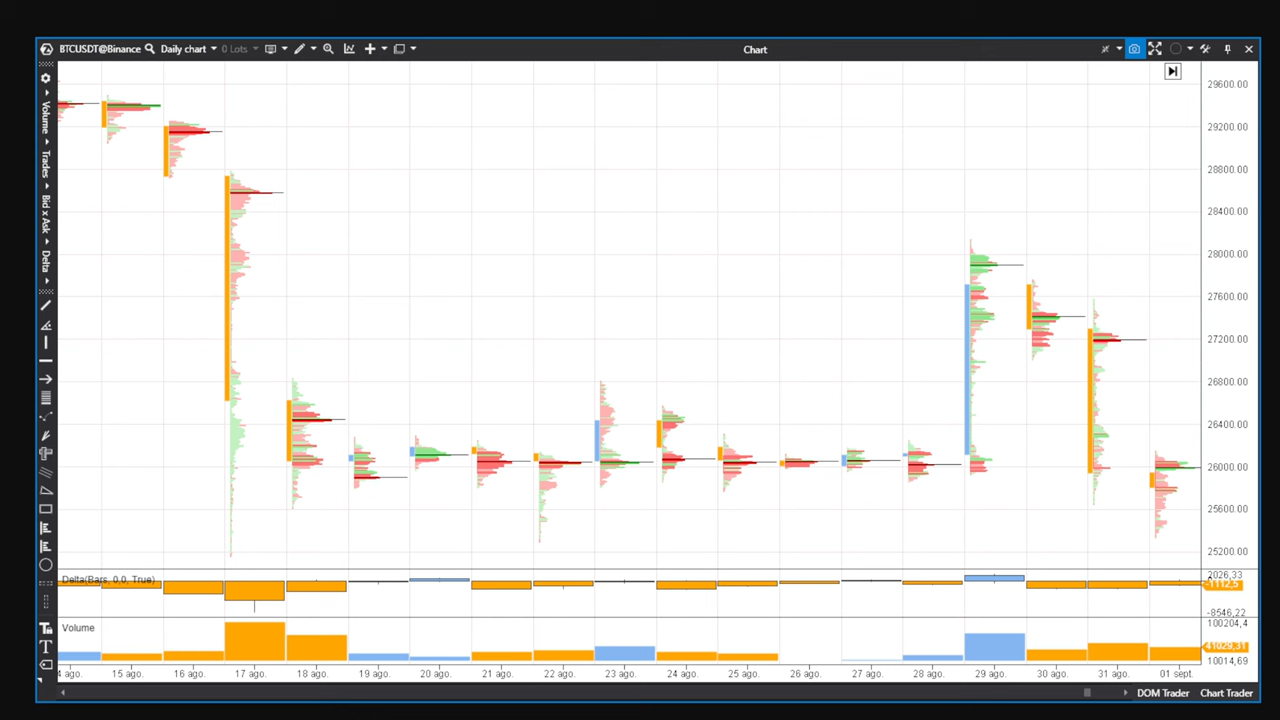 BTCUSDT@Binance Daily chart 0 Lots Chart
Volume
Trades
Bid x Ask
Delta
29600.00
29200.00
28800.00
28400.00
28000.00
27600.00
27200.00
26800.00
26400.00
26000.00
25600.00
25200.00
Delta(Bars, 0,0, True)
2026,33
-1112,5
-8546,22
Volume
100204,4
41029,31
10014,69
4 ago. 15 ago. 16 ago. 17 ago. 18 ago. 19 ago. 20 ago. 21 ago. 22 ago. 23 ago. 24 ago. 25 ago. 26 ago. 27 ago. 28 ago. 29 ago. 30 ago. 31 ago. 01 sept.
DOM Trader Chart Trader